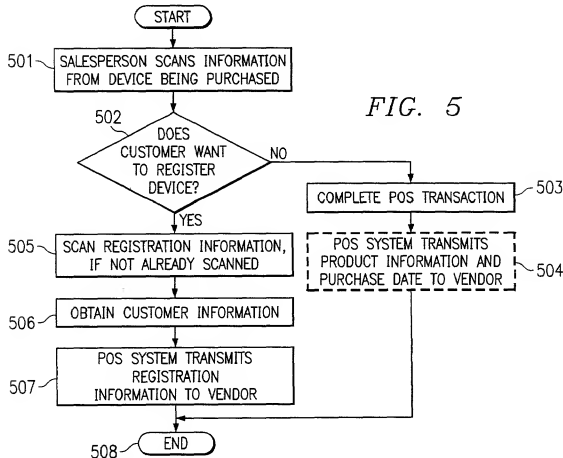 START
501
SALESPERSON SCANS INFORMATION
FROM DEVICE BEING PURCHASED
FIG. 5
502
DOES
CUSTOMER WANT
TO REGISTER
DEVICE?
NO
YES
COMPLETE POS TRANSACTION
503
POS SYSTEM TRANSMITS
PRODUCT INFORMATION AND
PURCHASE DATE TO VENDOR
504
505
SCAN REGISTRATION INFORMATION,
IF NOT ALREADY SCANNED
506
OBTAIN CUSTOMER INFORMATION
507
POS SYSTEM TRANSMITS
REGISTRATION
INFORMATION TO VENDOR
508
END